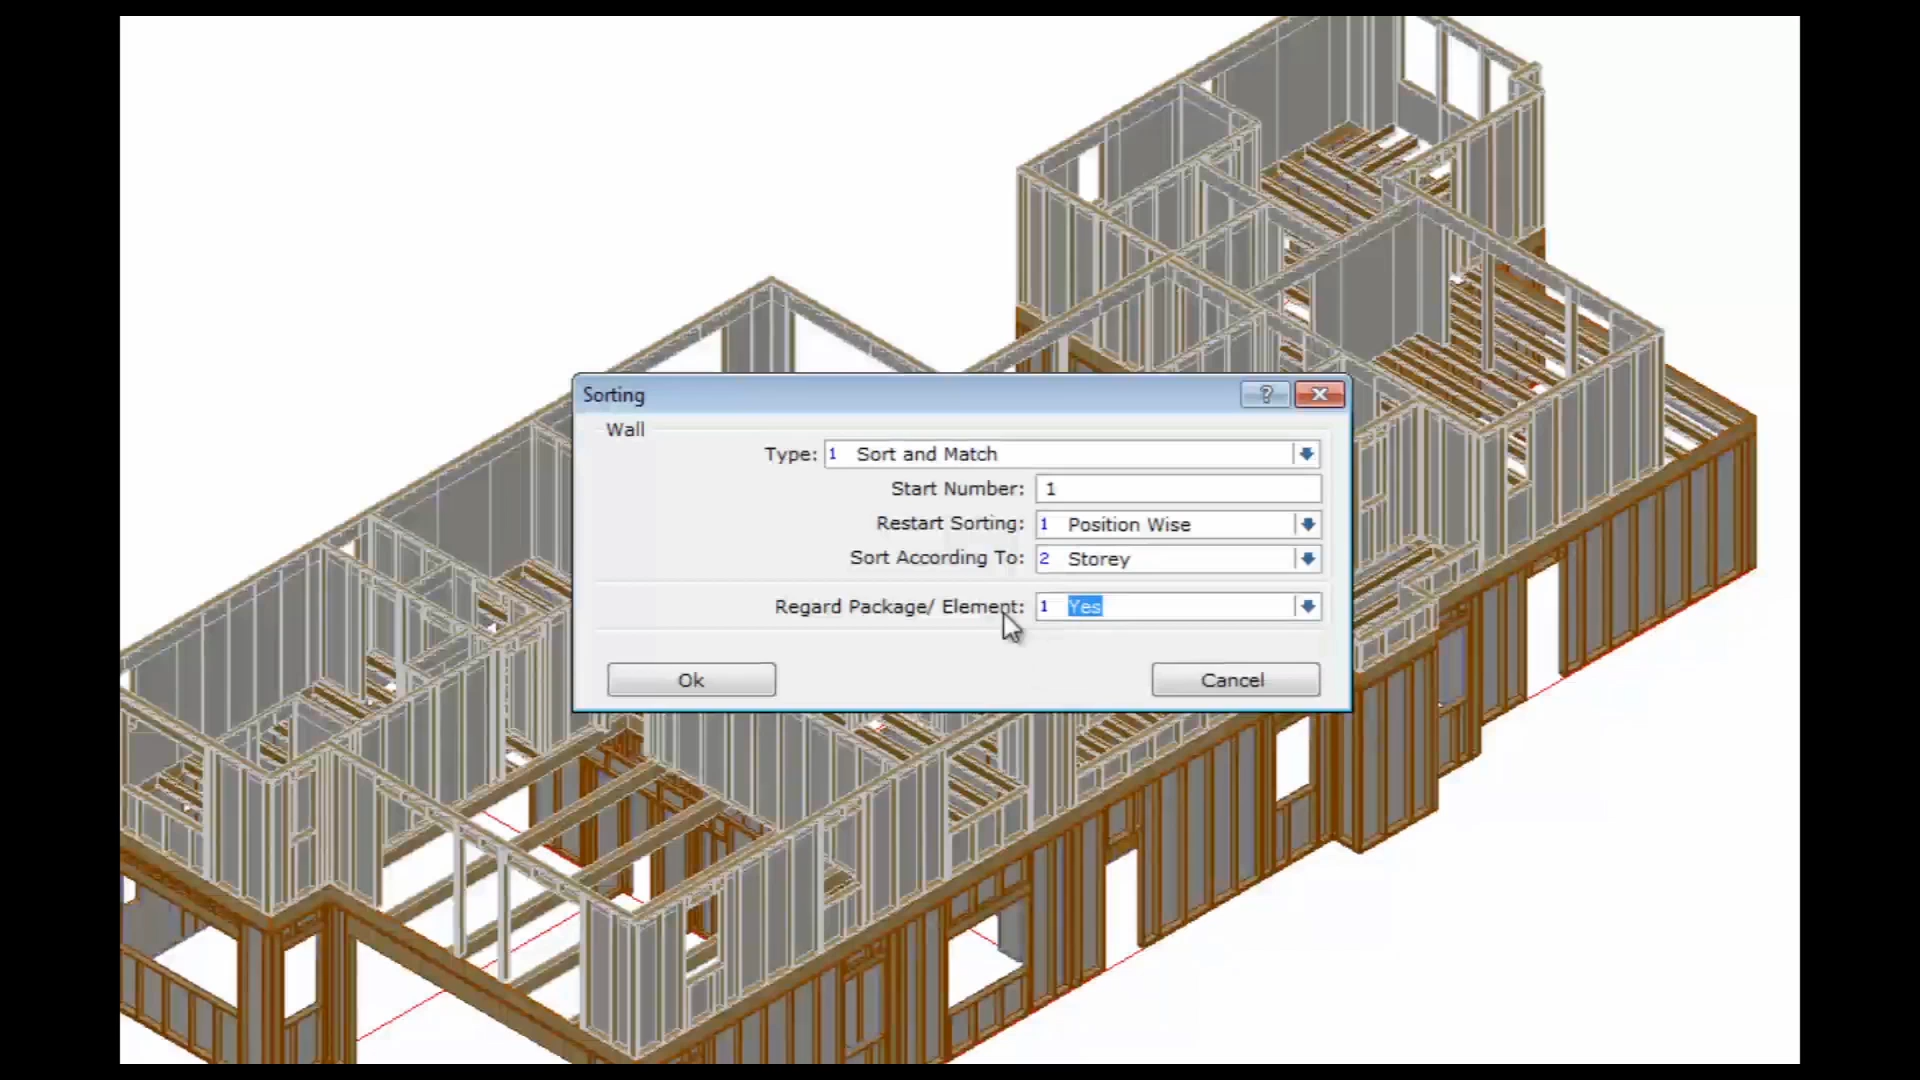 Sorting
?
Wall
Type: 1 Sort and Match
Start Number: 1
Restart Sorting: 1 Position Wise
Sort According To: 2 Storey
Regard Package/ Element: 1 Yes
Ok Cancel